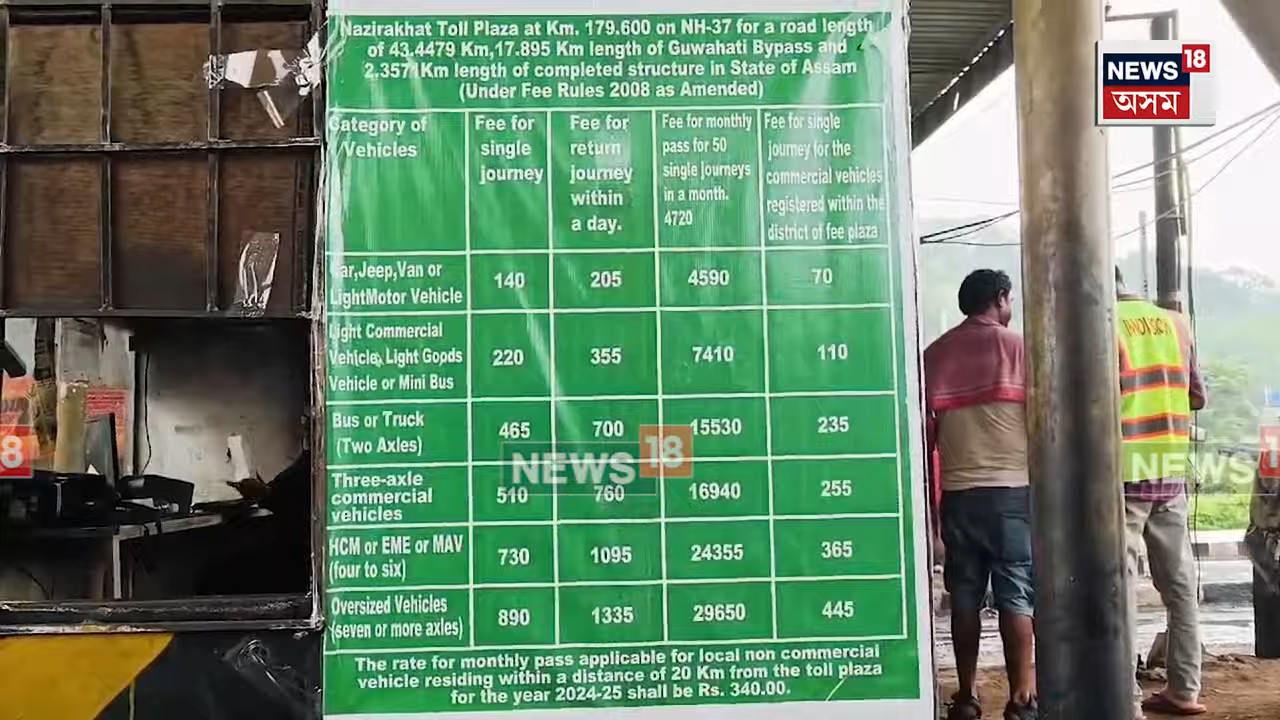 Nazirakhat Toll Plaza at Km. 179.600 on NH-37 for a road length
of 43.4479 Km,17.895 Km length of Guwahati Bypass and
2.3571Km length of completed structure in State of Assam
(Under Fee Rules 2008 as Amended)
Category of Vehicles
Fee for single journey
Fee for return journey within a day.
Fee for monthly pass for 50 single journeys in a month. 4720
Fee for single journey for the commercial vehicles registered within the district of fee plaza
Car,Jeep,Van or LightMotor Vehicle 140 205 4590 70
Light Commercial Vehicle, Light Goods Vehicle or Mini Bus 220 355 7410 110
Bus or Truck (Two Axles) 465 700 15530 235
Three-axle commercial vehicles 510 760 16940 255
HCM or EME or MAV (four to six) 730 1095 24355 365
Oversized Vehicles (seven or more axles) 890 1335 29650 445
The rate for monthly pass applicable for local non commercial
vehicle residing within a distance of 20 Km from the toll plaza
for the year 2024-25 shall be Rs. 340.00.
NEWS 18
অসম
NEWS 18
NEWS 18
18